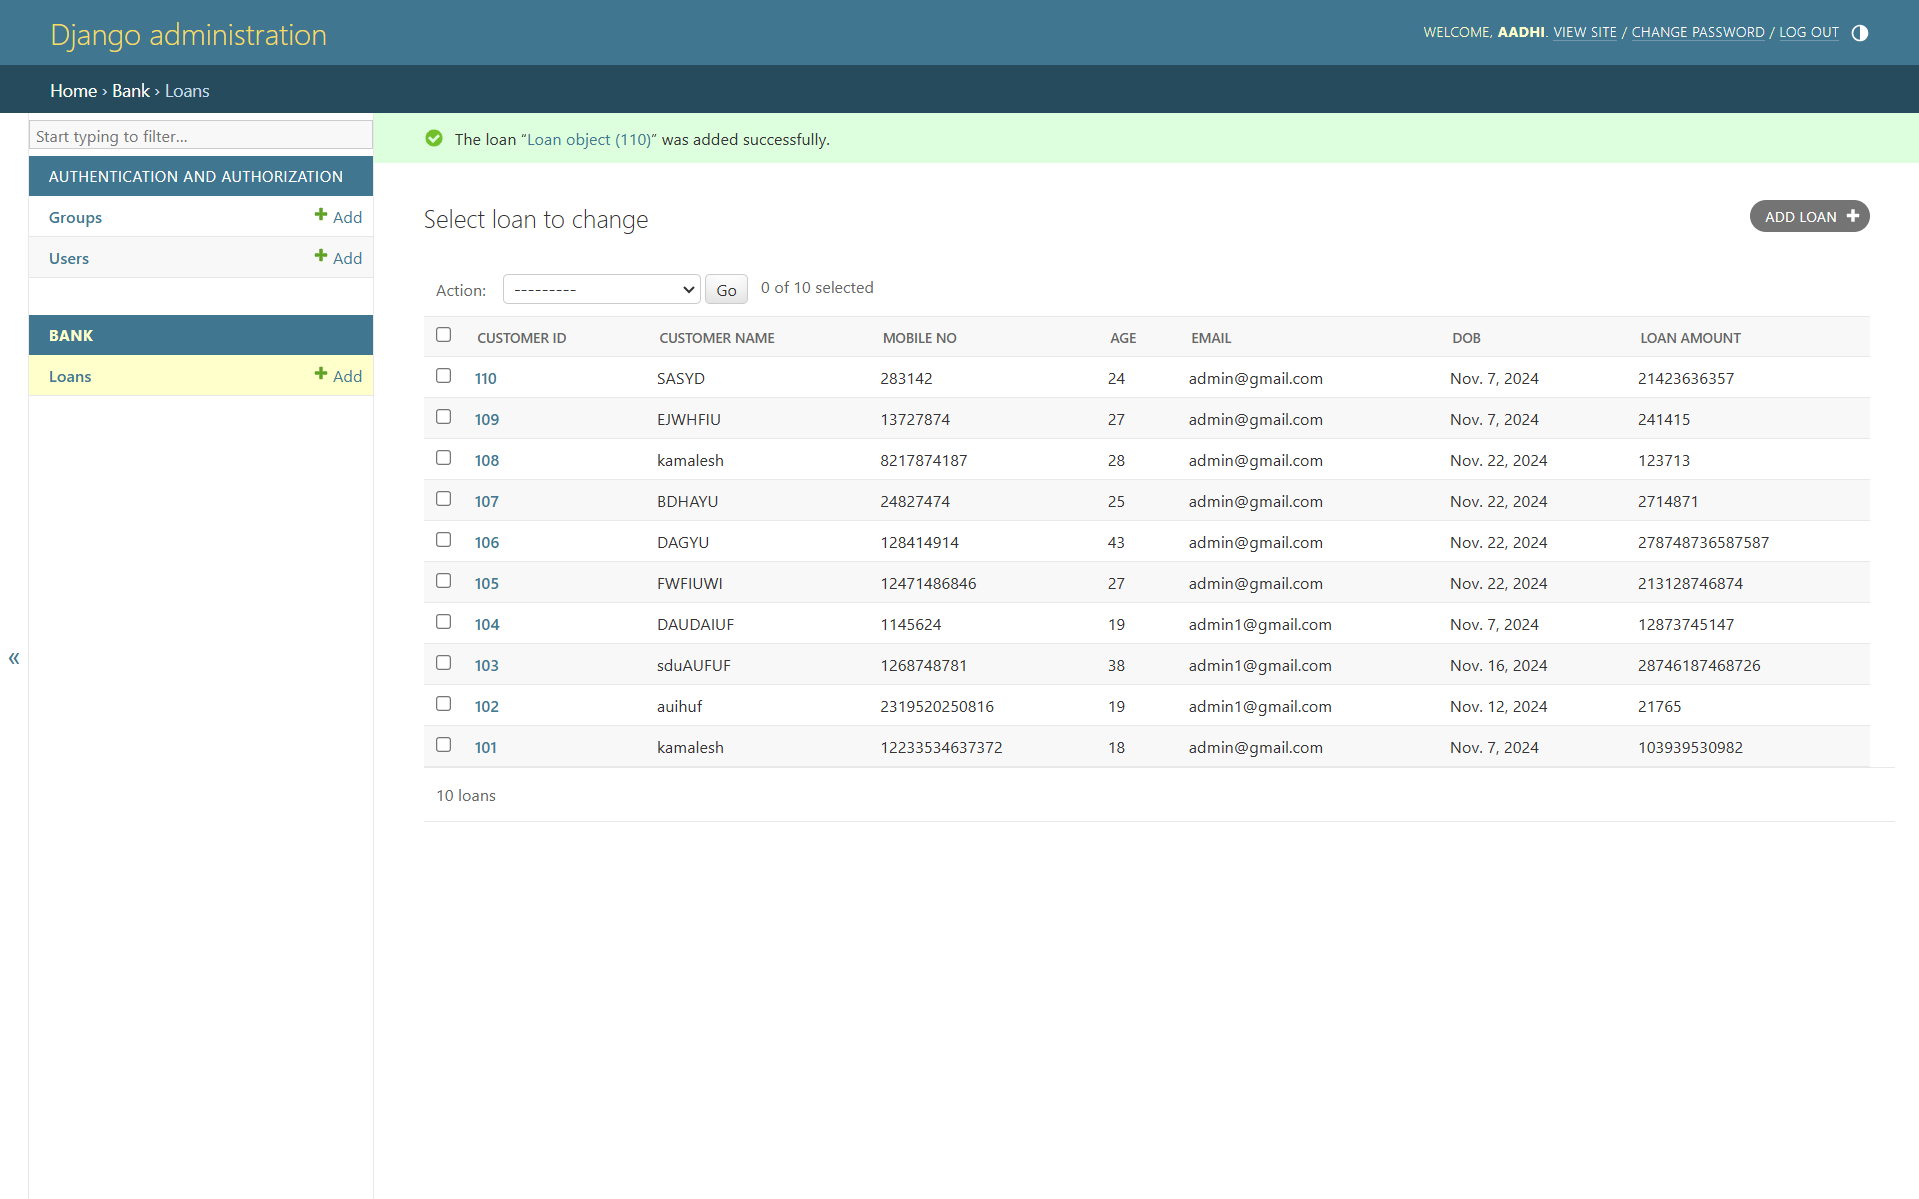 Django administration
WELCOME, AADHI. VIEW SITE / CHANGE PASSWORD / LOG OUT
Home › Bank › Loans
Start typing to filter...
AUTHENTICATION AND AUTHORIZATION
Groups Add
Users Add
BANK
Loans Add
«
The loan “Loan object (110)” was added successfully.
Select loan to change
ADD LOAN
Action: --------- Go 0 of 10 selected
CUSTOMER ID CUSTOMER NAME MOBILE NO AGE EMAIL DOB LOAN AMOUNT
110 SASYD 283142 24 admin@gmail.com Nov. 7, 2024 21423636357
109 EJWHFIU 13727874 27 admin@gmail.com Nov. 7, 2024 241415
108 kamalesh 8217874187 28 admin@gmail.com Nov. 22, 2024 123713
107 BDHAYU 24827474 25 admin@gmail.com Nov. 22, 2024 2714871
106 DAGYU 128414914 43 admin@gmail.com Nov. 22, 2024 278748736587587
105 FWFIUWI 12471486846 27 admin@gmail.com Nov. 22, 2024 213128746874
104 DAUDAIUF 1145624 19 admin1@gmail.com Nov. 7, 2024 12873745147
103 sduAUFUF 1268748781 38 admin1@gmail.com Nov. 16, 2024 28746187468726
102 auihuf 2319520250816 19 admin1@gmail.com Nov. 12, 2024 21765
101 kamalesh 12233534637372 18 admin@gmail.com Nov. 7, 2024 103939530982
10 loans